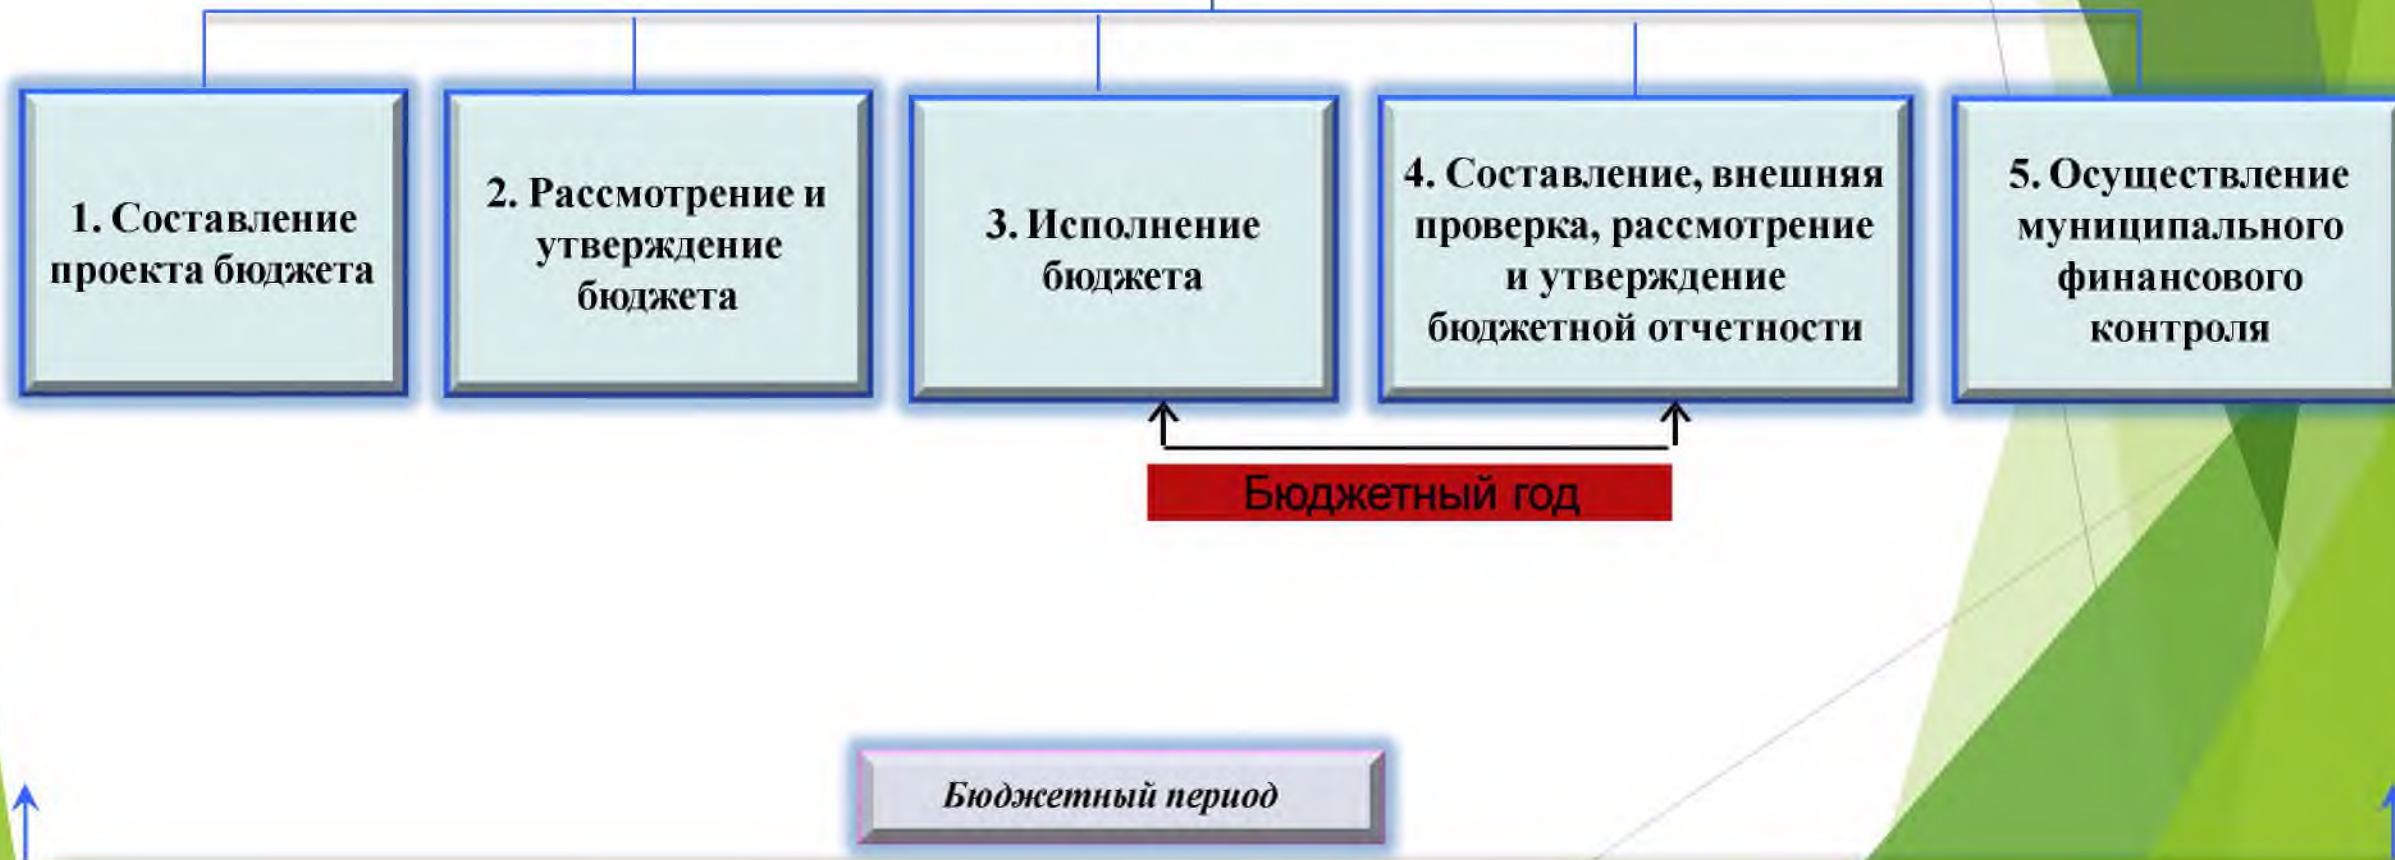 1. Составление
проекта бюджета
2. Рассмотрение и
утверждение
бюджета
3. Исполнение
бюджета
4. Составление, внешняя
проверка, рассмотрение
и утверждение
бюджетной отчетности
5. Осуществление
муниципального
финансового
контроля
Бюджетный год
Бюджетный период